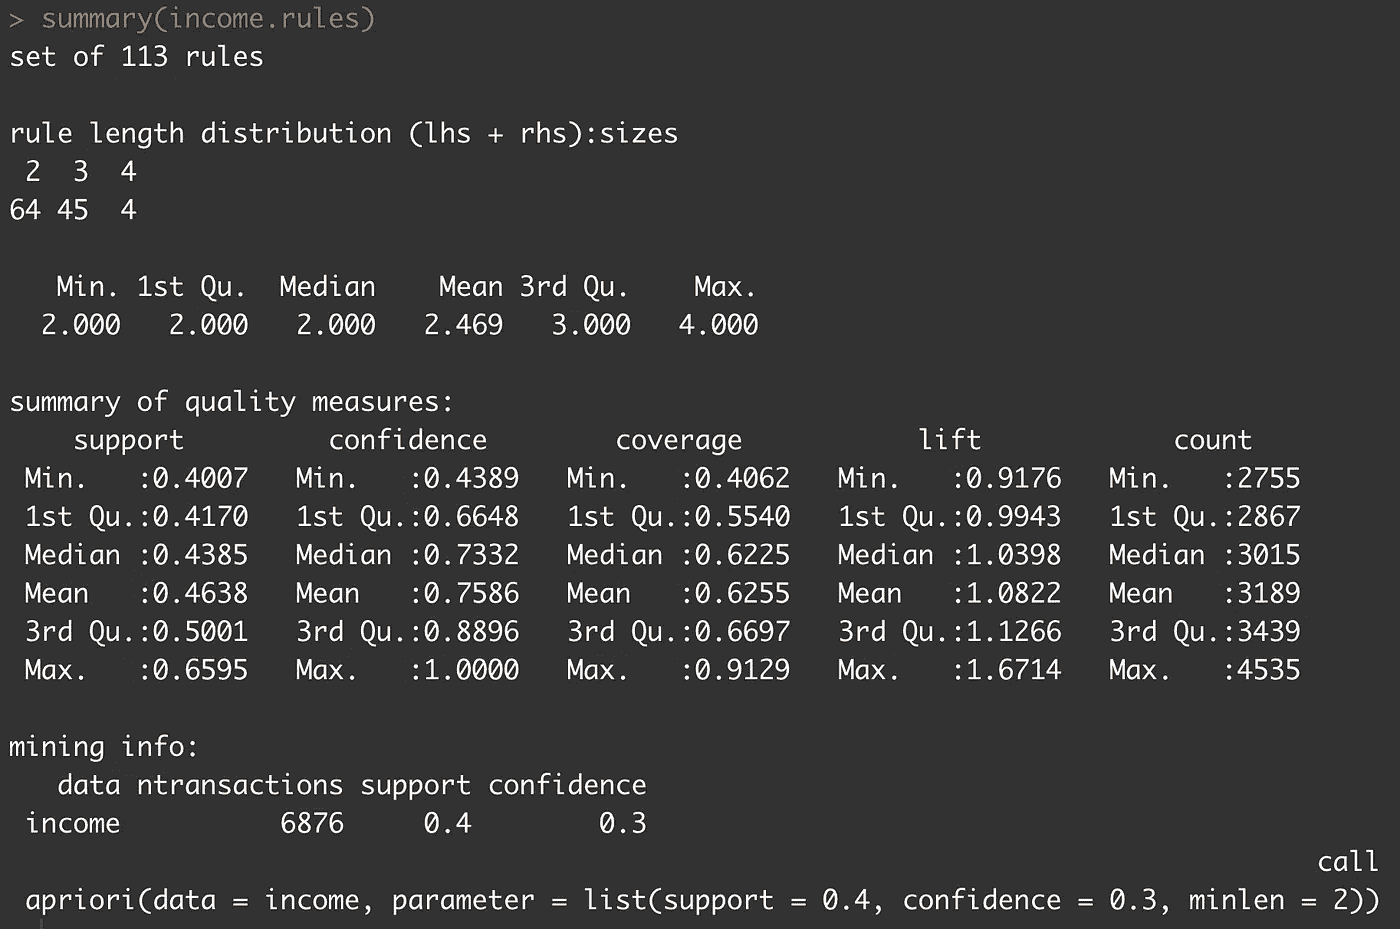 > summary(income.rules)
set of 113 rules
rule length distribution (lhs + rhs):sizes
 2  3  4
64 45  4
   Min. 1st Qu.  Median    Mean 3rd Qu.    Max.
  2.000   2.000   2.000   2.469   3.000   4.000
summary of quality measures:
    support         confidence        coverage           lift            count
 Min.   :0.4007   Min.   :0.4389   Min.   :0.4062   Min.   :0.9176   Min.   :2755
 1st Qu.:0.4170   1st Qu.:0.6648   1st Qu.:0.5540   1st Qu.:0.9943   1st Qu.:2867
 Median :0.4385   Median :0.7332   Median :0.6225   Median :1.0398   Median :3015
 Mean   :0.4638   Mean   :0.7586   Mean   :0.6255   Mean   :1.0822   Mean   :3189
 3rd Qu.:0.5001   3rd Qu.:0.8896   3rd Qu.:0.6697   3rd Qu.:1.1266   3rd Qu.:3439
 Max.   :0.6595   Max.   :1.0000   Max.   :0.9129   Max.   :1.6714   Max.   :4535
mining info:
   data ntransactions support confidence
 income          6876     0.4        0.3
                                                                                  call
 apriori(data = income, parameter = list(support = 0.4, confidence = 0.3, minlen = 2))